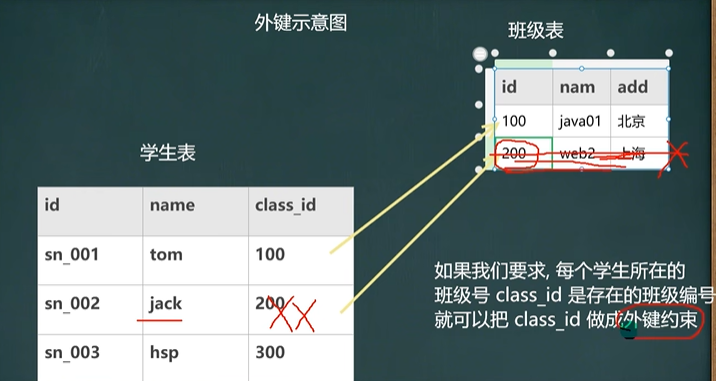 外键示意图
班级表
id nam add
100 java01 北京
200 web2 上海
学生表
id name class_id
sn_001 tom 100
sn_002 jack 200
sn_003 hsp 300
如果我们要求, 每个学生所在的
班级号 class_id 是存在的班级编号
就可以把 class_id 做成外键约束